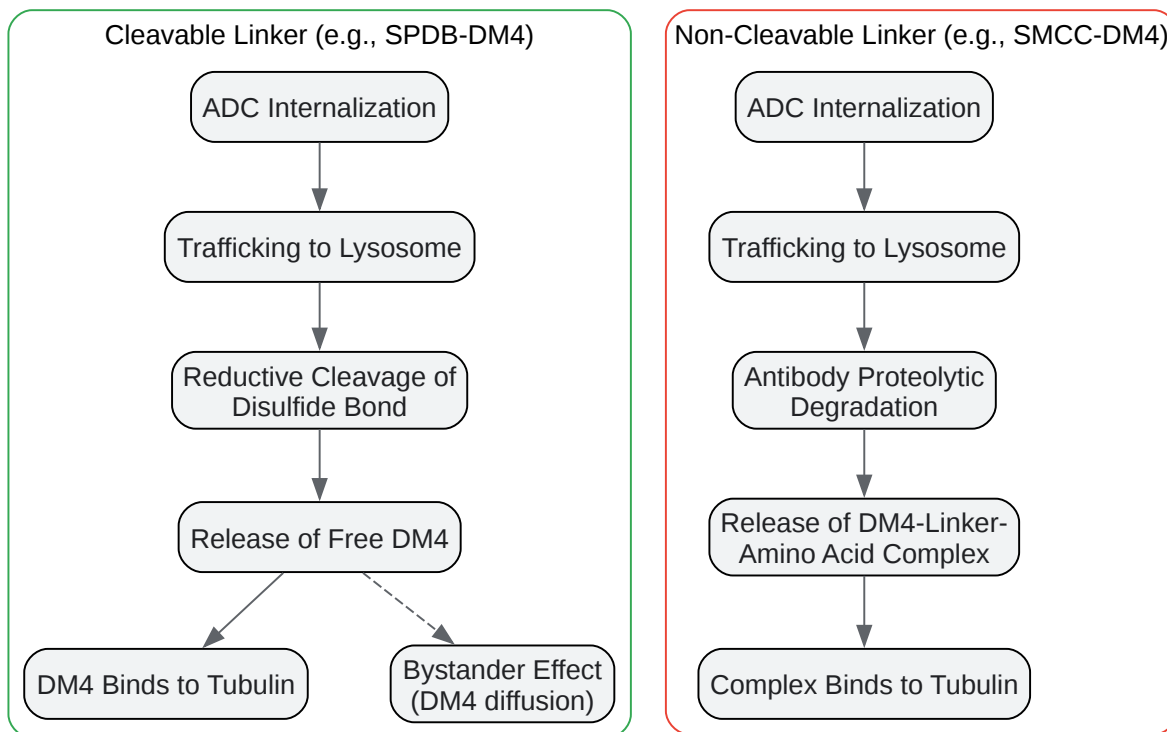 Cleavable Linker (e.g., SPDB-DM4)
ADC Internalization
Trafficking to Lysosome
Reductive Cleavage of
Disulfide Bond
Release of Free DM4
DM4 Binds to Tubulin
Bystander Effect
(DM4 diffusion)
Non-Cleavable Linker (e.g., SMCC-DM4)
ADC Internalization
Trafficking to Lysosome
Antibody Proteolytic
Degradation
Release of DM4-Linker-
Amino Acid Complex
Complex Binds to Tubulin